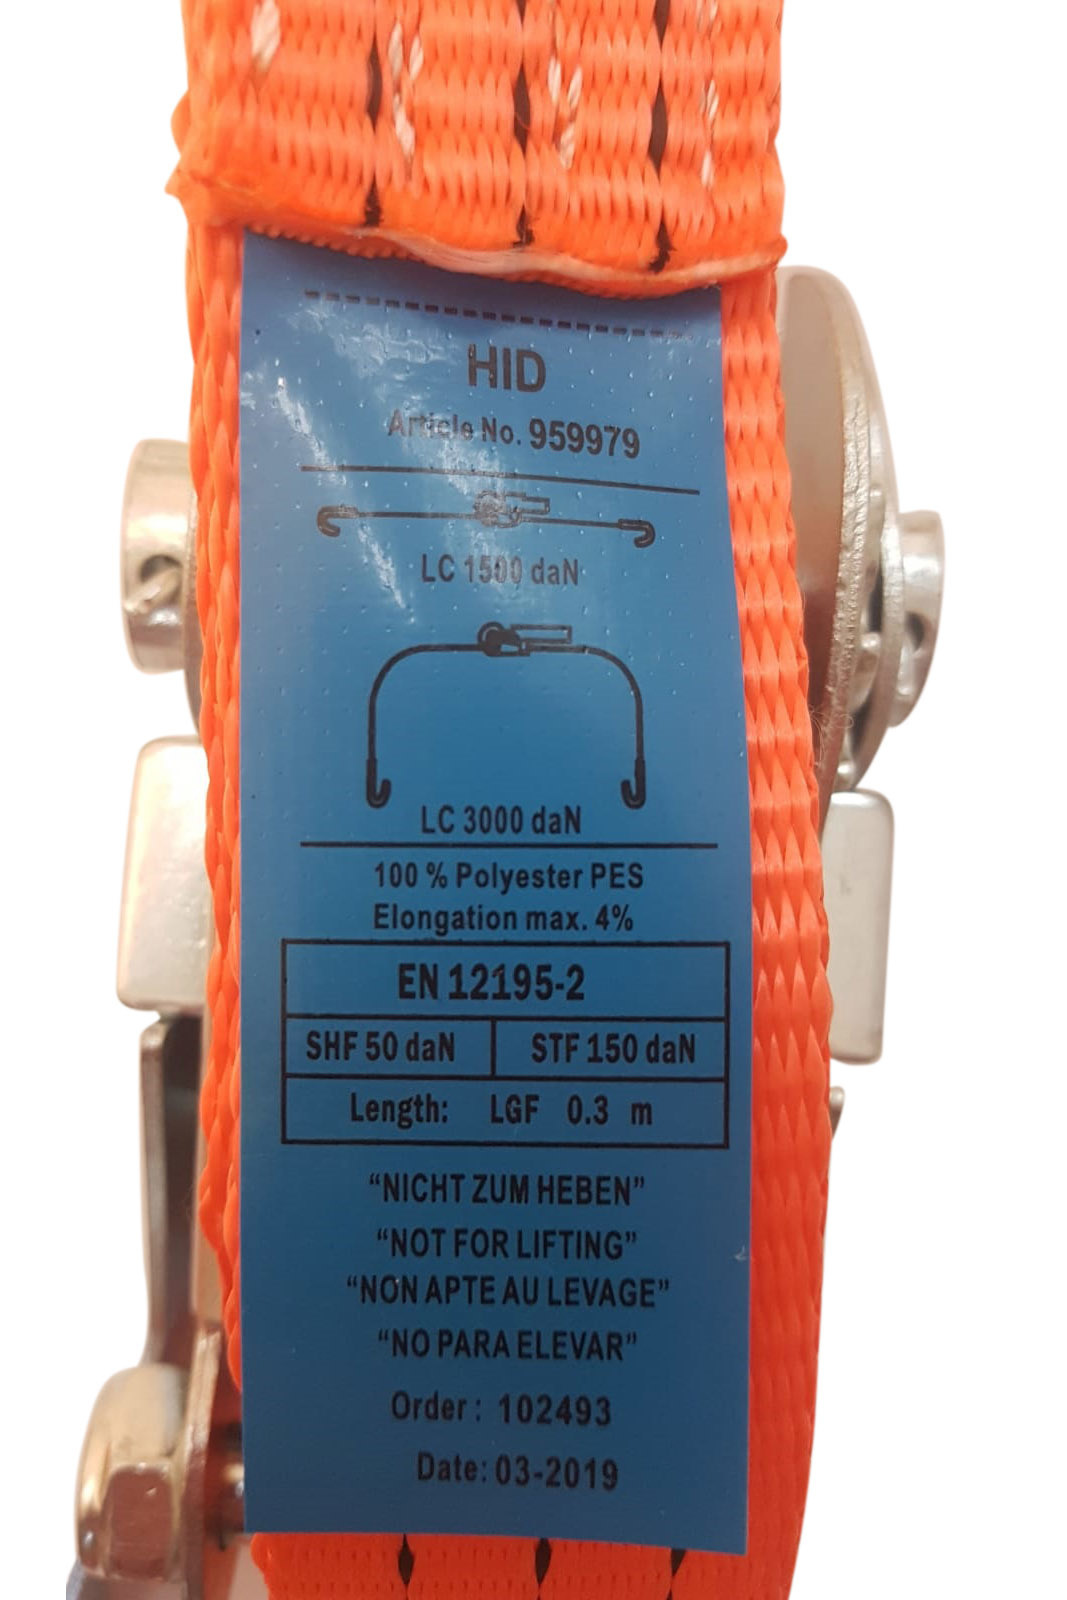 HID
Article No. 959979
LC 1500 daN
LC 3000 daN
100 % Polyester PES
Elongation max. 4%
EN 12195-2
SHF 50 daN STF 150 daN
Length: LGF 0.3 m
“NICHT ZUM HEBEN”
“NOT FOR LIFTING”
“NON APTE AU LEVAGE”
“NO PARA ELEVAR”
Order : 102493
Date: 03-2019